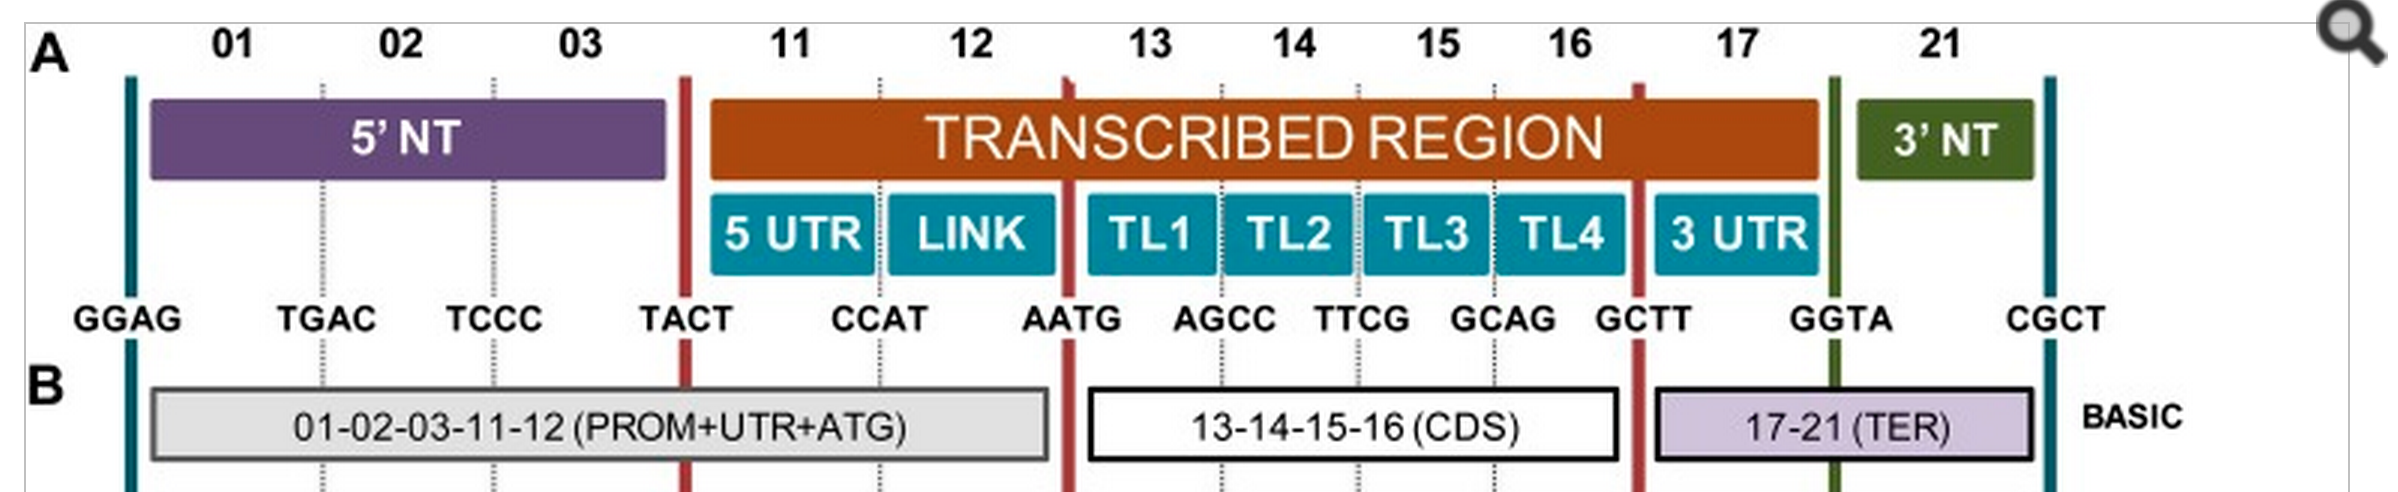 A
01 02 03 11 12 13 14 15 16 17 21
5’ NT TRANSCRIBED REGION 3’ NT
5 UTR LINK TL1 TL2 TL3 TL4 3 UTR
GGAG TGAC TCCC TACT CCAT AATG AGCC TTCG GCAG GCTT GGTA CGCT
B
01-02-03-11-12 (PROM+UTR+ATG) 13-14-15-16 (CDS) 17-21 (TER) BASIC